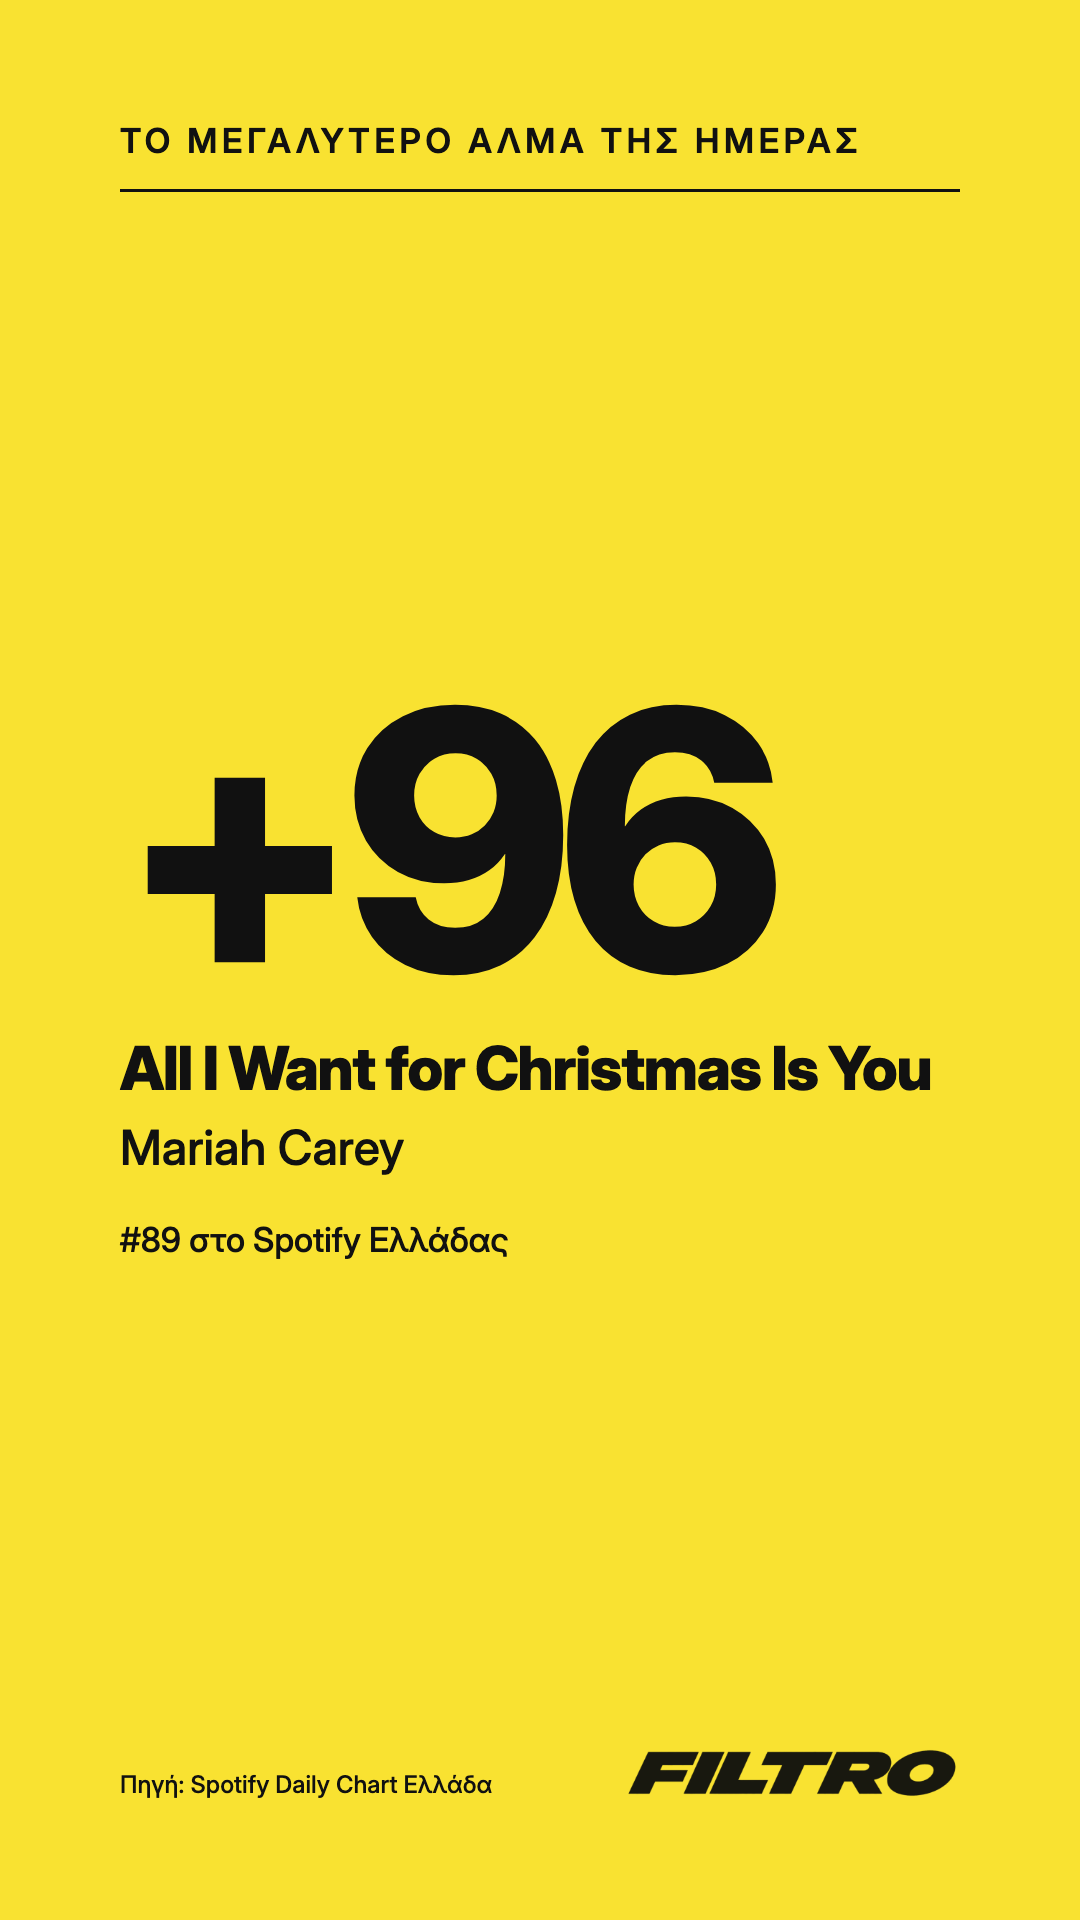 ΤΟ ΜΕΓΑΛΥΤΕΡΟ ΑΛΜΑ ΤΗΣ ΗΜΕΡΑΣ
+96
All I Want for Christmas Is You
Mariah Carey
#89 στο Spotify Ελλάδας
Πηγή: Spotify Daily Chart Ελλάδα
FILTRO